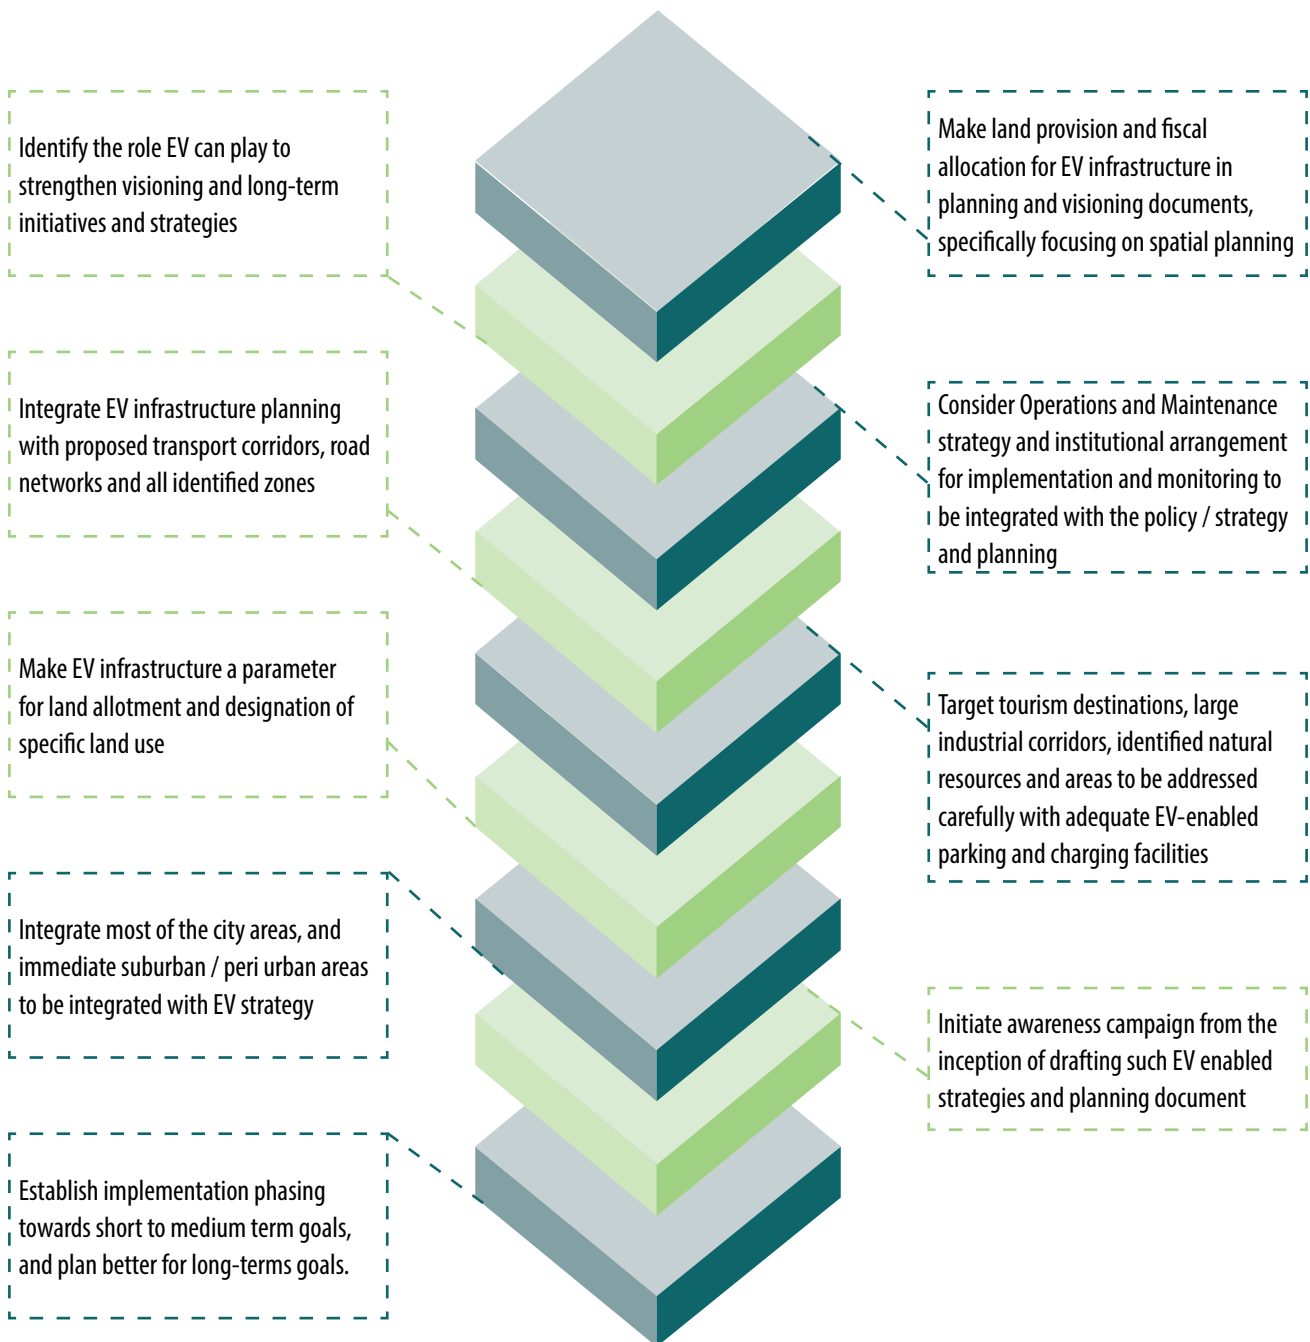 Identify the role EV can play to
strengthen visioning and long-term
initiatives and strategies
Integrate EV infrastructure planning
with proposed transport corridors, road
networks and all identified zones
Make EV infrastructure a parameter
for land allotment and designation of
specific land use
Integrate most of the city areas, and
immediate suburban / peri urban areas
to be integrated with EV strategy
Establish implementation phasing
towards short to medium term goals,
and plan better for long-terms goals.
Make land provision and fiscal
allocation for EV infrastructure in
planning and visioning documents,
specifically focusing on spatial planning
Consider Operations and Maintenance
strategy and institutional arrangement
for implementation and monitoring to
be integrated with the policy / strategy
and planning
Target tourism destinations, large
industrial corridors, identified natural
resources and areas to be addressed
carefully with adequate EV-enabled
parking and charging facilities
Initiate awareness campaign from the
inception of drafting such EV enabled
strategies and planning document